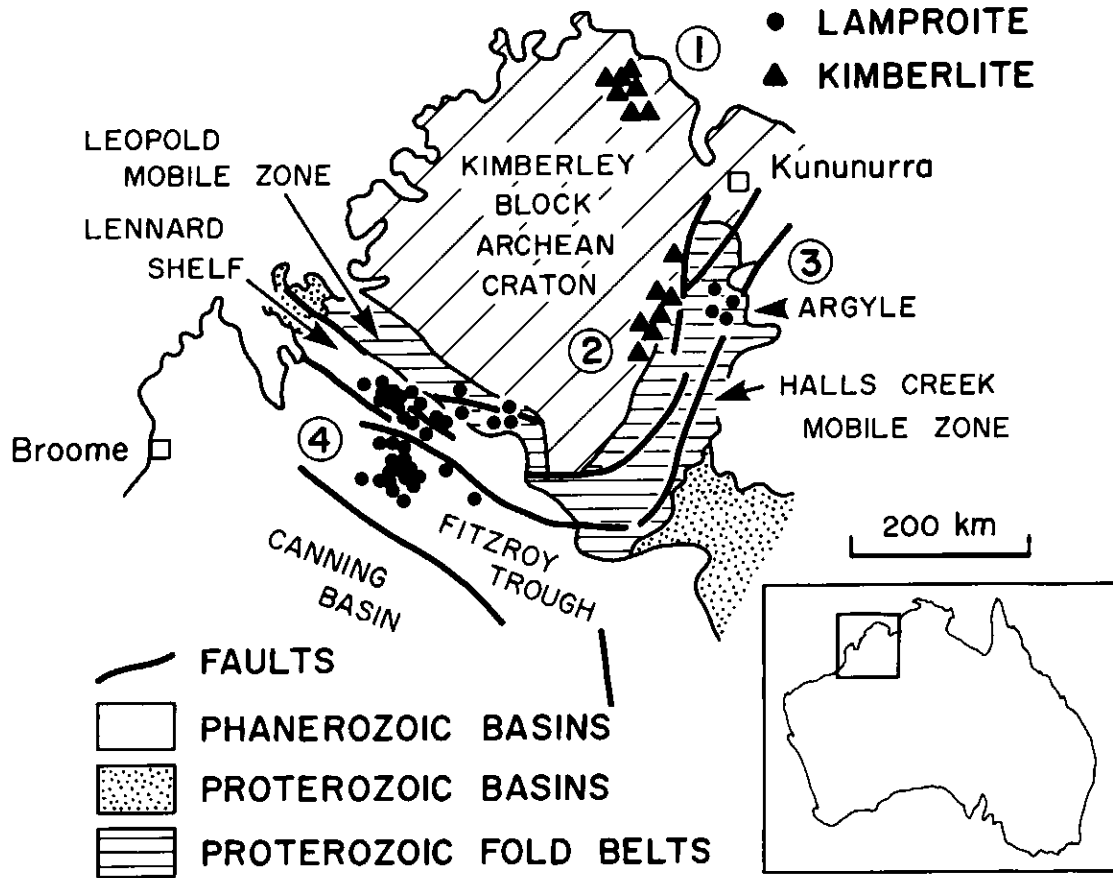 ①
● LAMPROITE
▲ KIMBERLITE
LEOPOLD
MOBILE ZONE
LENNARD
SHELF
KIMBERLEY
BLOCK
ARCHEAN
CRATON
Kununurra
③
ARGYLE
②
HALLS CREEK
MOBILE ZONE
④
Broome
200 km
FITZROY
TROUGH
CANNING
BASIN
FAULTS
PHANEROZOIC BASINS
PROTEROZOIC BASINS
PROTEROZOIC FOLD BELTS